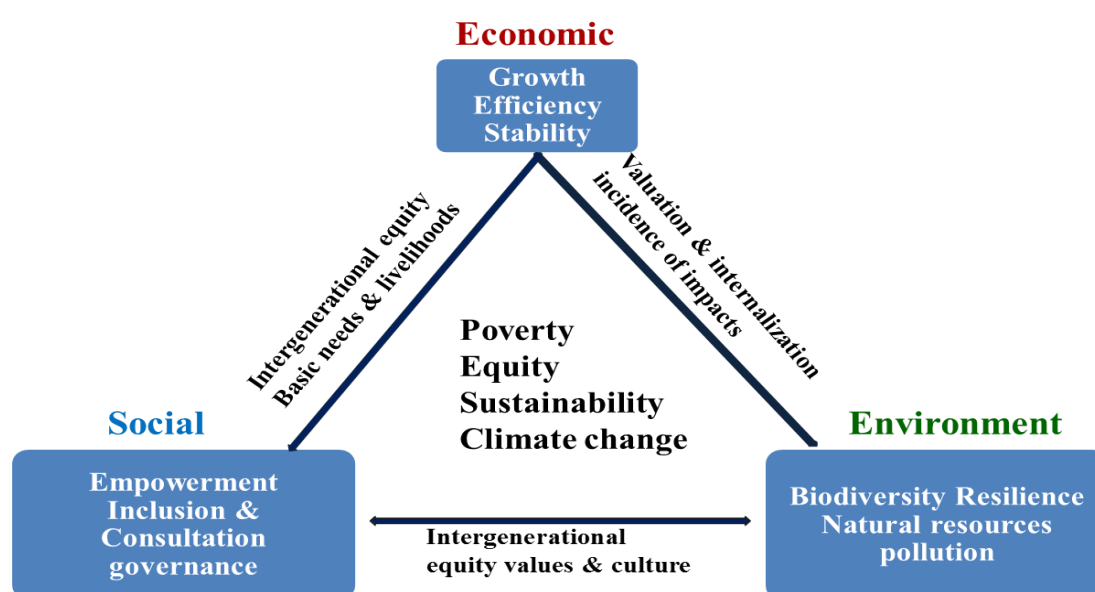 Economic
Growth
Efficiency
Stability
Intergenerational equity
Basic needs & livelihoods
Valuation & internalization
incidence of impacts
Poverty
Equity
Sustainability
Climate change
Social
Empowerment
Inclusion &
Consultation
governance
Environment
Biodiversity Resilience
Natural resources
pollution
Intergenerational
equity values & culture